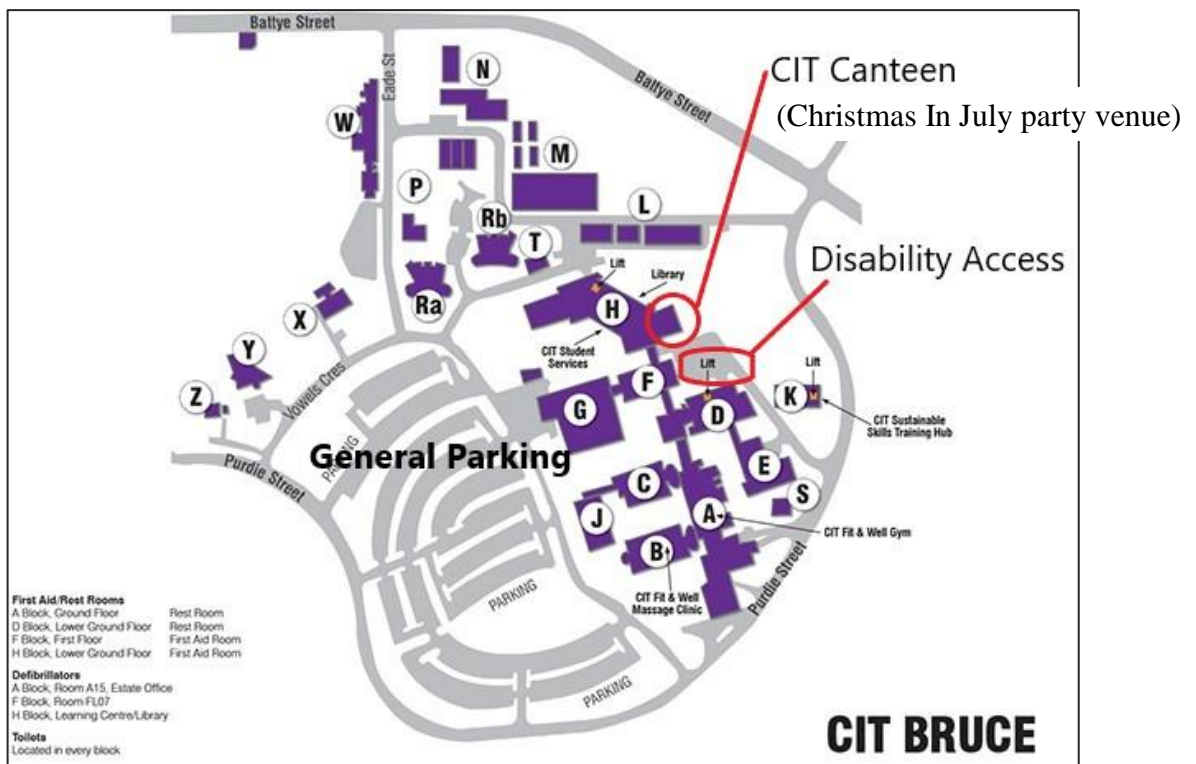 Battye Street
Eade St
N
Battye Street
CIT Canteen
(Christmas In July party venue)
W
M
P
L
Rb
T
Disability Access
Lift
Library
Ra
H
X
CIT Student
Services
Y
Lift
Lift
F
Z
Vowels Cres
G
D
K
CIT Sustainable
Skills Training Hub
PARKING
General Parking
Purdie Street
E
C
S
J
A
CIT Fit & Well Gym
B
PARKING
CIT Fit & Well
Massage Clinic
Purdie Street
PARKING
First Aid/Rest Rooms
A Block, Ground Floor Rest Room
D Block, Lower Ground Floor Rest Room
F Block, First Floor First Aid Room
H Block, Lower Ground Floor First Aid Room
Defibrillators
A Block, Room A15, Estate Office
F Block, Room FL07
H Block, Learning Centre/Library
Toilets
Located in every block
CIT BRUCE